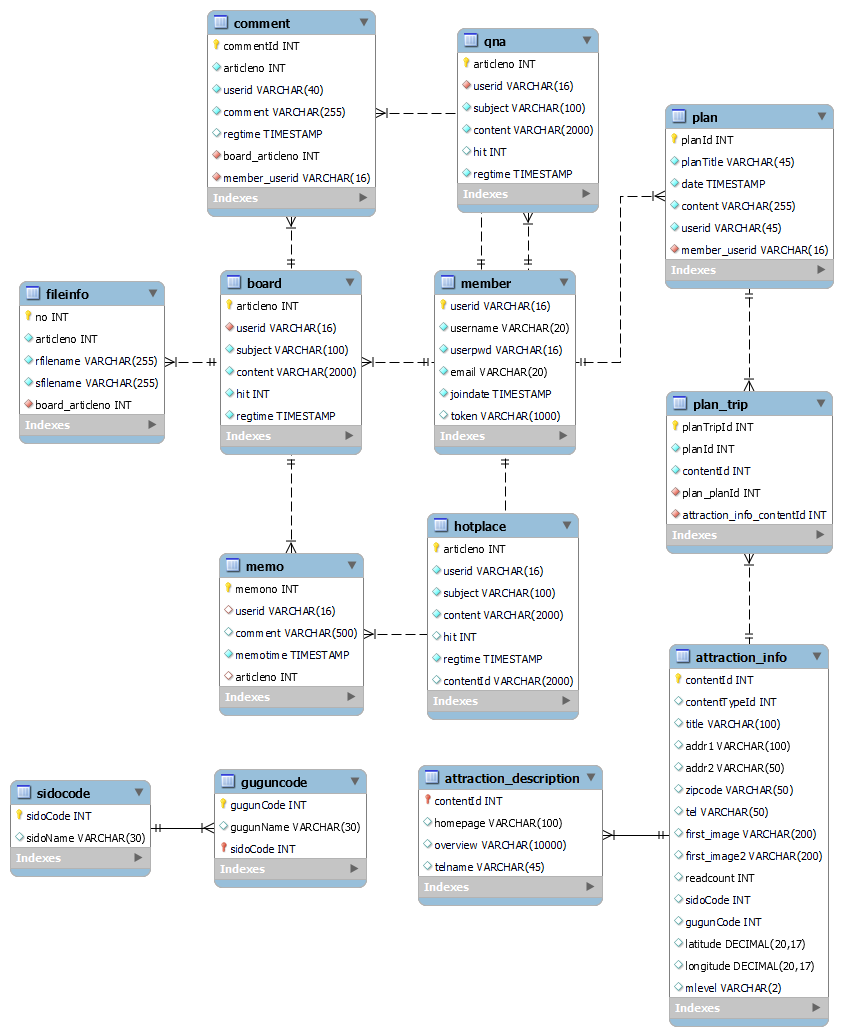 comment
commentId INT
articleno INT
userid VARCHAR(40)
comment VARCHAR(255)
regtime TIMESTAMP
board_articleno INT
member_userid VARCHAR(16)
Indexes
qna
articleno INT
userid VARCHAR(16)
subject VARCHAR(100)
content VARCHAR(2000)
hit INT
regtime TIMESTAMP
Indexes
plan
planId INT
planTitle VARCHAR(45)
date TIMESTAMP
content VARCHAR(255)
userid VARCHAR(45)
member_userid VARCHAR(16)
Indexes
fileinfo
no INT
articleno INT
rfilename VARCHAR(255)
sfilename VARCHAR(255)
board_articleno INT
Indexes
board
articleno INT
userid VARCHAR(16)
subject VARCHAR(100)
content VARCHAR(2000)
hit INT
regtime TIMESTAMP
Indexes
member
userid VARCHAR(16)
username VARCHAR(20)
userpwd VARCHAR(16)
email VARCHAR(20)
joindate TIMESTAMP
token VARCHAR(1000)
Indexes
plan_trip
planTripId INT
planId INT
contentId INT
plan_planId INT
attraction_info_contentId INT
Indexes
memo
memono INT
userid VARCHAR(16)
comment VARCHAR(500)
memotime TIMESTAMP
articleno INT
Indexes
hotplace
articleno INT
userid VARCHAR(16)
subject VARCHAR(100)
content VARCHAR(2000)
hit INT
regtime TIMESTAMP
contentId VARCHAR(2000)
Indexes
attraction_info
contentId INT
contentTypeId INT
title VARCHAR(100)
addr1 VARCHAR(100)
addr2 VARCHAR(50)
zipcode VARCHAR(50)
tel VARCHAR(50)
first_image VARCHAR(200)
first_image2 VARCHAR(200)
readcount INT
sidoCode INT
gugunCode INT
latitude DECIMAL(20,17)
longitude DECIMAL(20,17)
mlevel VARCHAR(2)
Indexes
sidocode
sidoCode INT
sidoName VARCHAR(30)
Indexes
guguncode
gugunCode INT
gugunName VARCHAR(30)
sidoCode INT
Indexes
attraction_description
contentId INT
homepage VARCHAR(100)
overview VARCHAR(10000)
telname VARCHAR(45)
Indexes